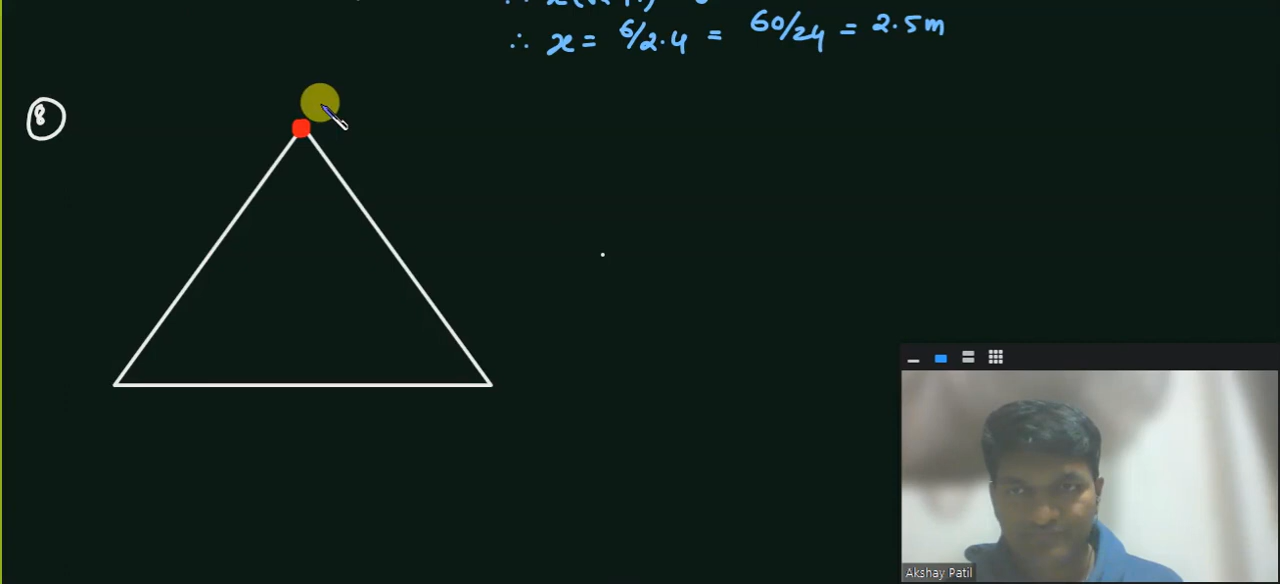 ∴ x = 6/2.4 = 60/24 = 2.5m
8
Akshay Patil